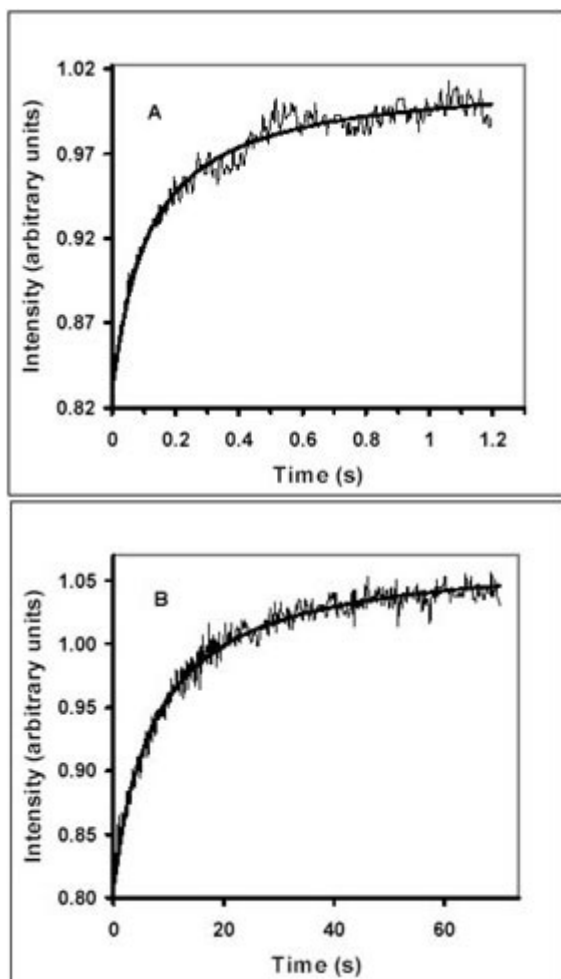 1.02
A
0.97
0.92
0.87
0.82
Intensity (arbitrary units)
0 0.2 0.4 0.6 0.8 1 1.2
Time (s)
1.05
B
1.00
0.95
0.90
0.85
0.80
Intensity (arbitrary units)
0 20 40 60
Time (s)